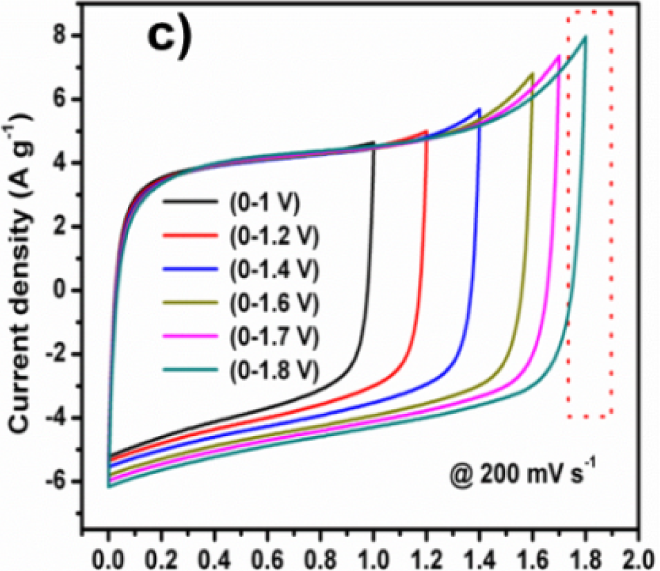 c)
Current density (A g-1)
8
6
4
2
0
-2
-4
-6
(0-1 V)
(0-1.2 V)
(0-1.4 V)
(0-1.6 V)
(0-1.7 V)
(0-1.8 V)
@ 200 mV s-1
0.0 0.2 0.4 0.6 0.8 1.0 1.2 1.4 1.6 1.8 2.0